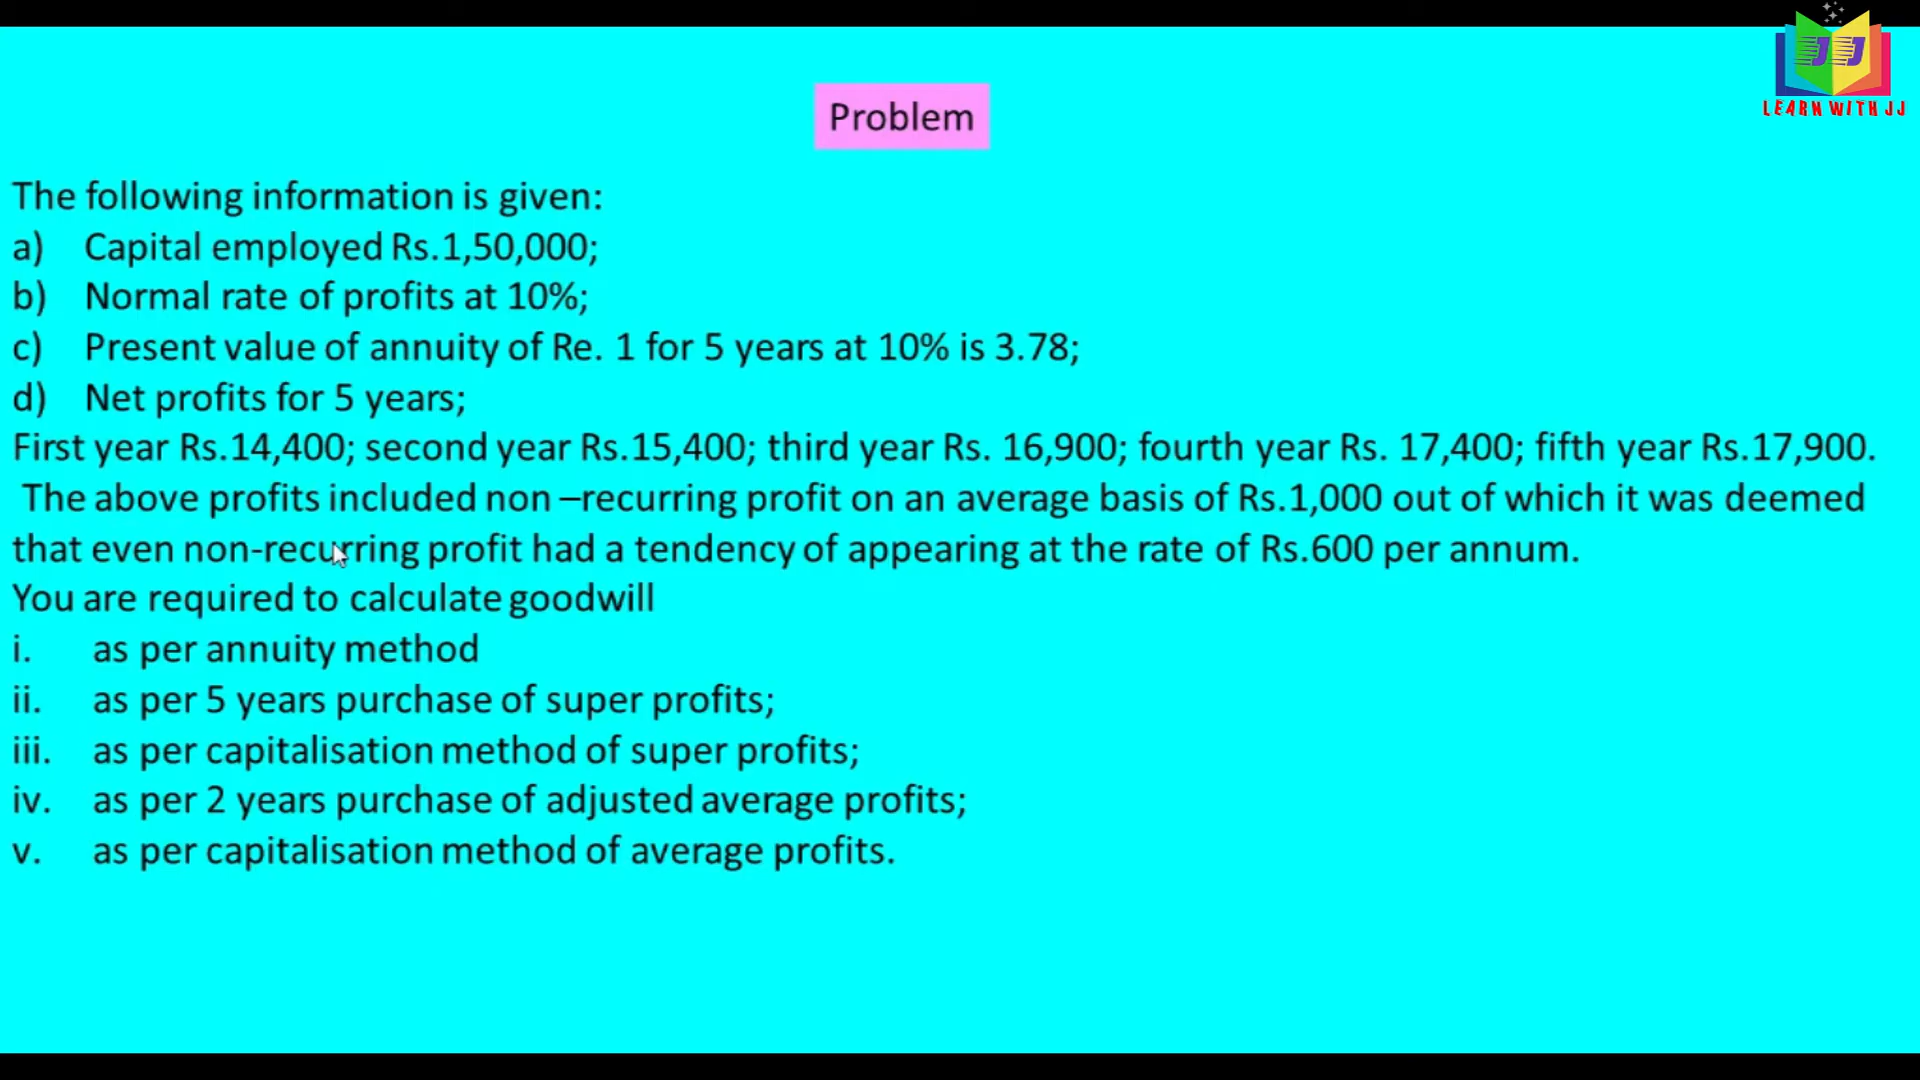 LEARN WITH JJ
Problem
The following information is given:
a) Capital employed Rs.1,50,000;
b) Normal rate of profits at 10%;
c) Present value of annuity of Re. 1 for 5 years at 10% is 3.78;
d) Net profits for 5 years;
First year Rs.14,400; second year Rs.15,400; third year Rs. 16,900; fourth year Rs. 17,400; fifth year Rs.17,900.
The above profits included non –recurring profit on an average basis of Rs.1,000 out of which it was deemed
that even non-recurring profit had a tendency of appearing at the rate of Rs.600 per annum.
You are required to calculate goodwill
i. as per annuity method
ii. as per 5 years purchase of super profits;
iii. as per capitalisation method of super profits;
iv. as per 2 years purchase of adjusted average profits;
v. as per capitalisation method of average profits.